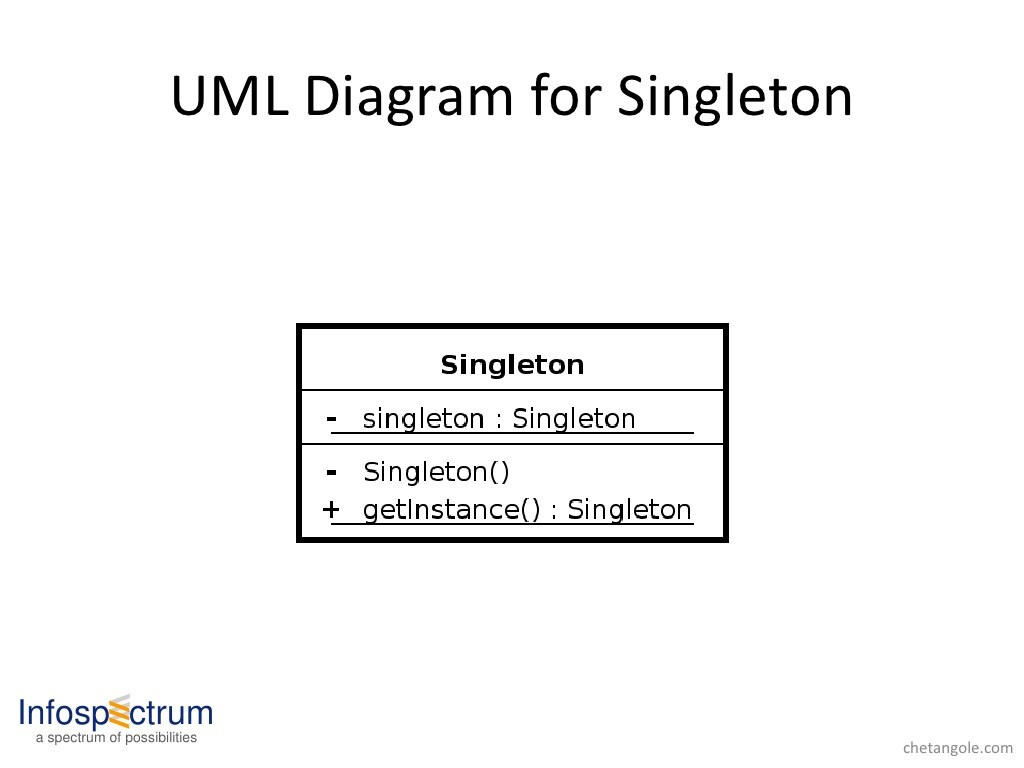 UML Diagram for Singleton
Singleton
- singleton : Singleton
- Singleton()
+ getInstance() : Singleton
Infospectrum
a spectrum of possibilities
chetangole.com